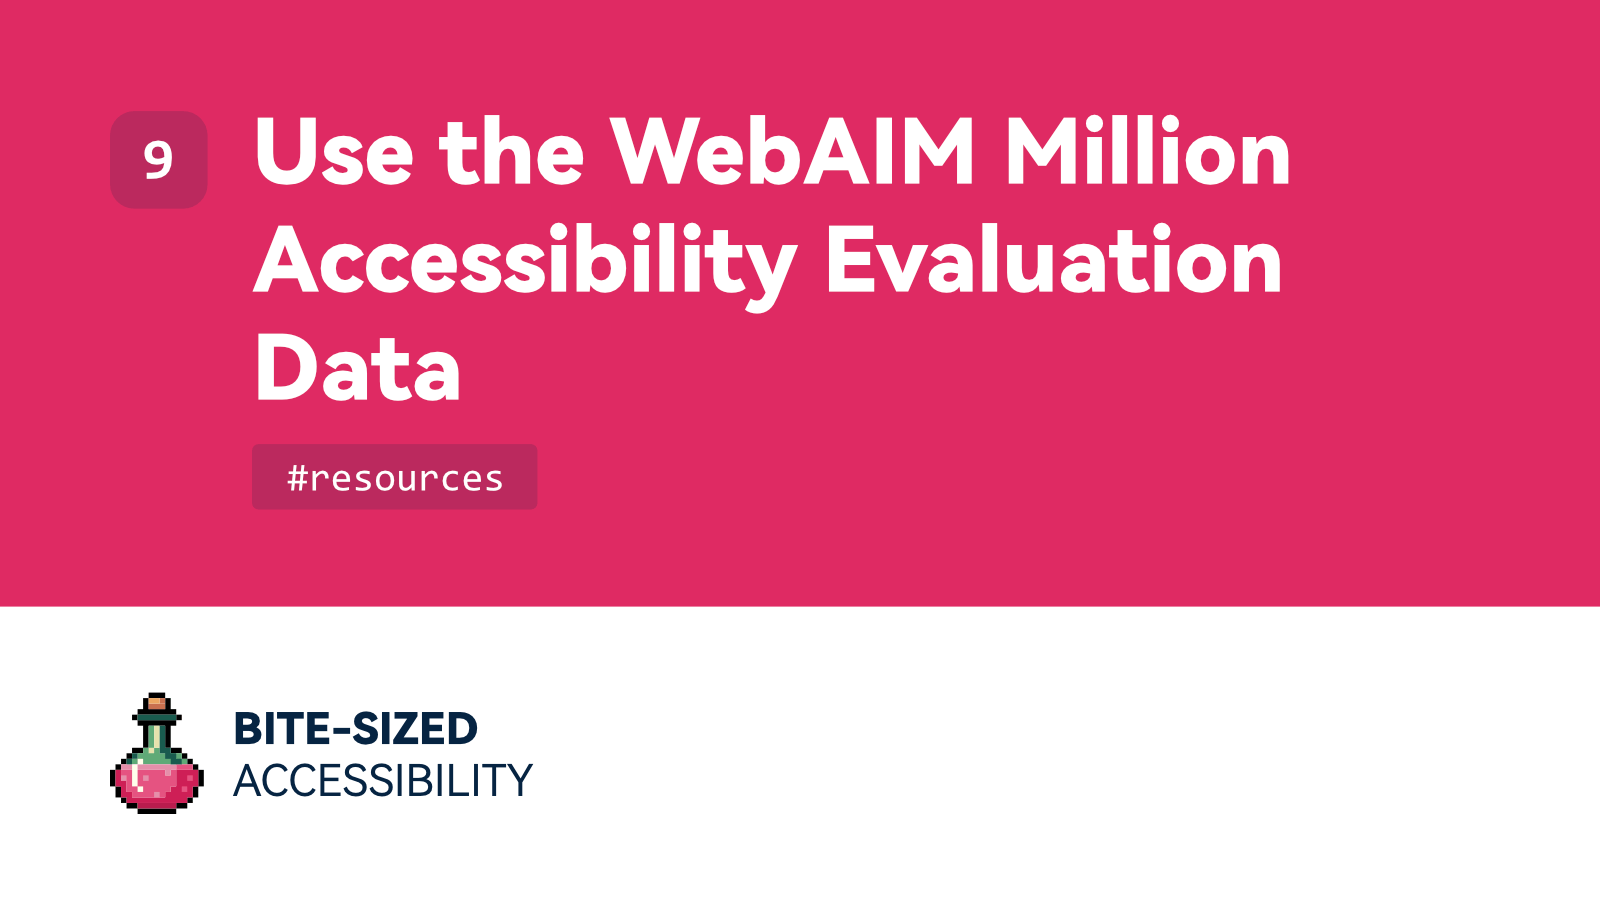 9
Use the WebAIM Million
Accessibility Evaluation
Data
#resources
BITE-SIZED
ACCESSIBILITY